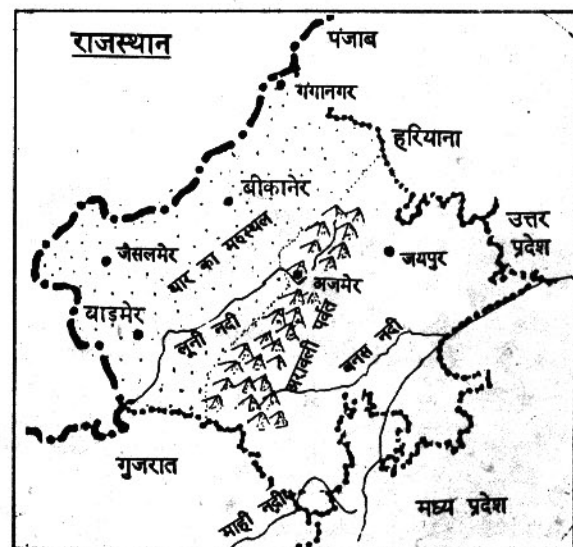 राजस्थान
पंजाब
गंगानगर
हरियाना
बीकानेर
उत्तर
प्रदेश
जैसलमेर
थार का मरुस्थल
जयपुर
अजमेर
बाड़मेर
लूनी नदी
अरावली पर्वत
बनस नदी
गुजरात
माही नदी
मध्य प्रदेश